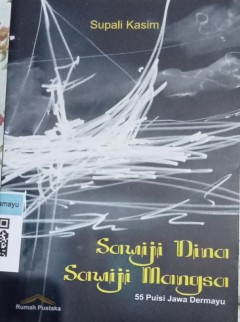 Supali Kasim
amayu
Sawiji Dina
Sawiji Mangsa
55 Puisi Jawa Dermayu
Rumah Pustaka